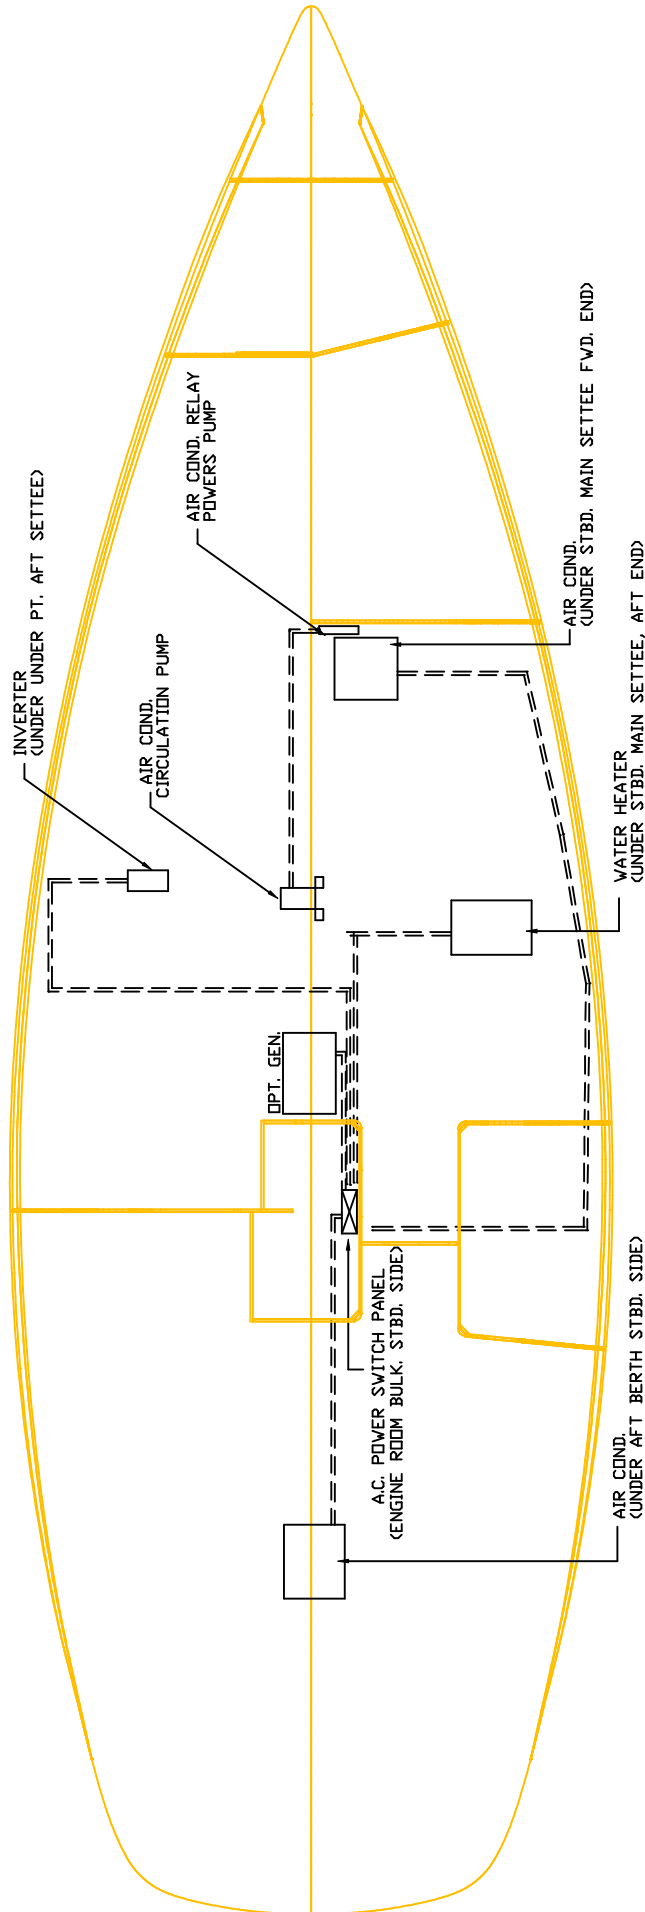 INVERTER
(UNDER UNDER PT. AFT SETTEE)
AIR COND. RELAY
POWERS PUMP
AIR COND.
CIRCULATION PUMP
AIR COND.
(UNDER STBD. MAIN SETTEE FWD. END)
WATER HEATER
(UNDER STBD. MAIN SETTEE, AFT END)
OPT. GEN.
A.C. POWER SWITCH PANEL
(ENGINE ROOM BULK. STBD. SIDE)
AIR COND.
(UNDER AFT BERTH STBD. SIDE)